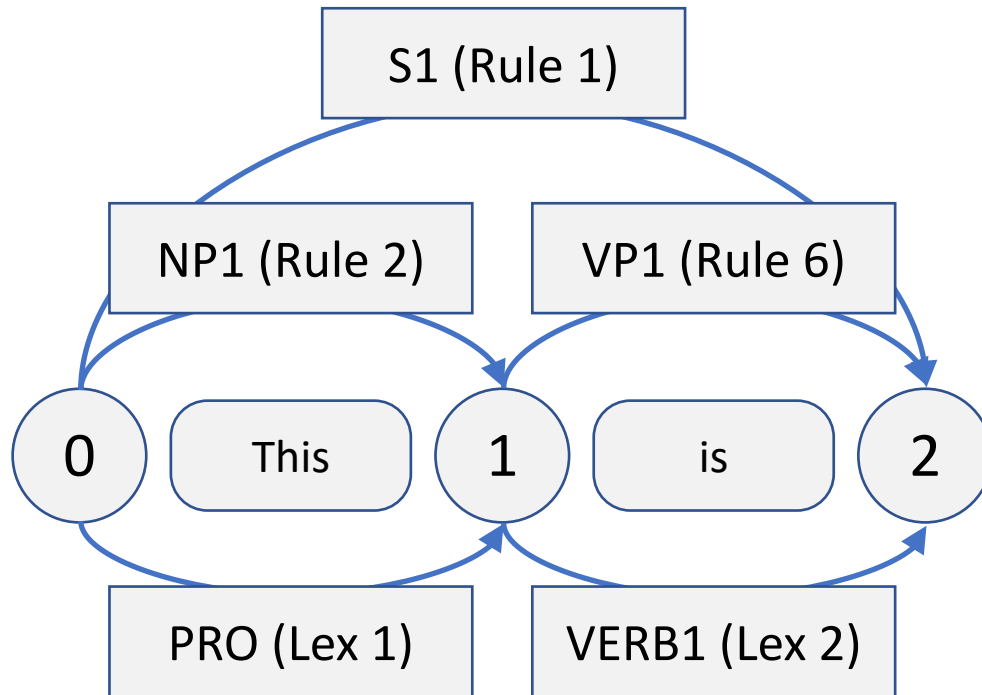 S1 (Rule 1)
NP1 (Rule 2)
VP1 (Rule 6)
0
This
1
is
2
PRO (Lex 1)
VERB1 (Lex 2)